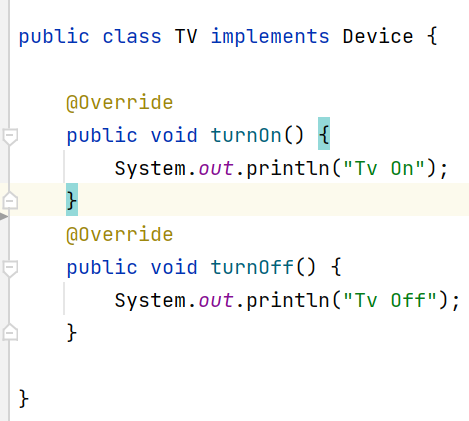 public class TV implements Device {
@Override
public void turnOn() {
System.out.println("Tv On");
}
@Override
public void turnOff() {
System.out.println("Tv Off");
}
}